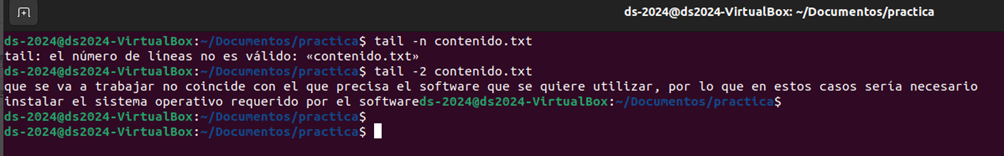 ds-2024@ds2024-VirtualBox: ~/Documentos/practica
ds-2024@ds2024-VirtualBox:~/Documentos/practica$ tail -n contenido.txt
tail: el número de líneas no es válido: «contenido.txt»
ds-2024@ds2024-VirtualBox:~/Documentos/practica$ tail -2 contenido.txt
que se va a trabajar no coincide con el que precisa el software que se quiere utilizar, por lo que en estos casos sería necesario
instalar el sistema operativo requerido por el softwareds-2024@ds2024-VirtualBox:~/Documentos/practica$
ds-2024@ds2024-VirtualBox:~/Documentos/practica$
ds-2024@ds2024-VirtualBox:~/Documentos/practica$